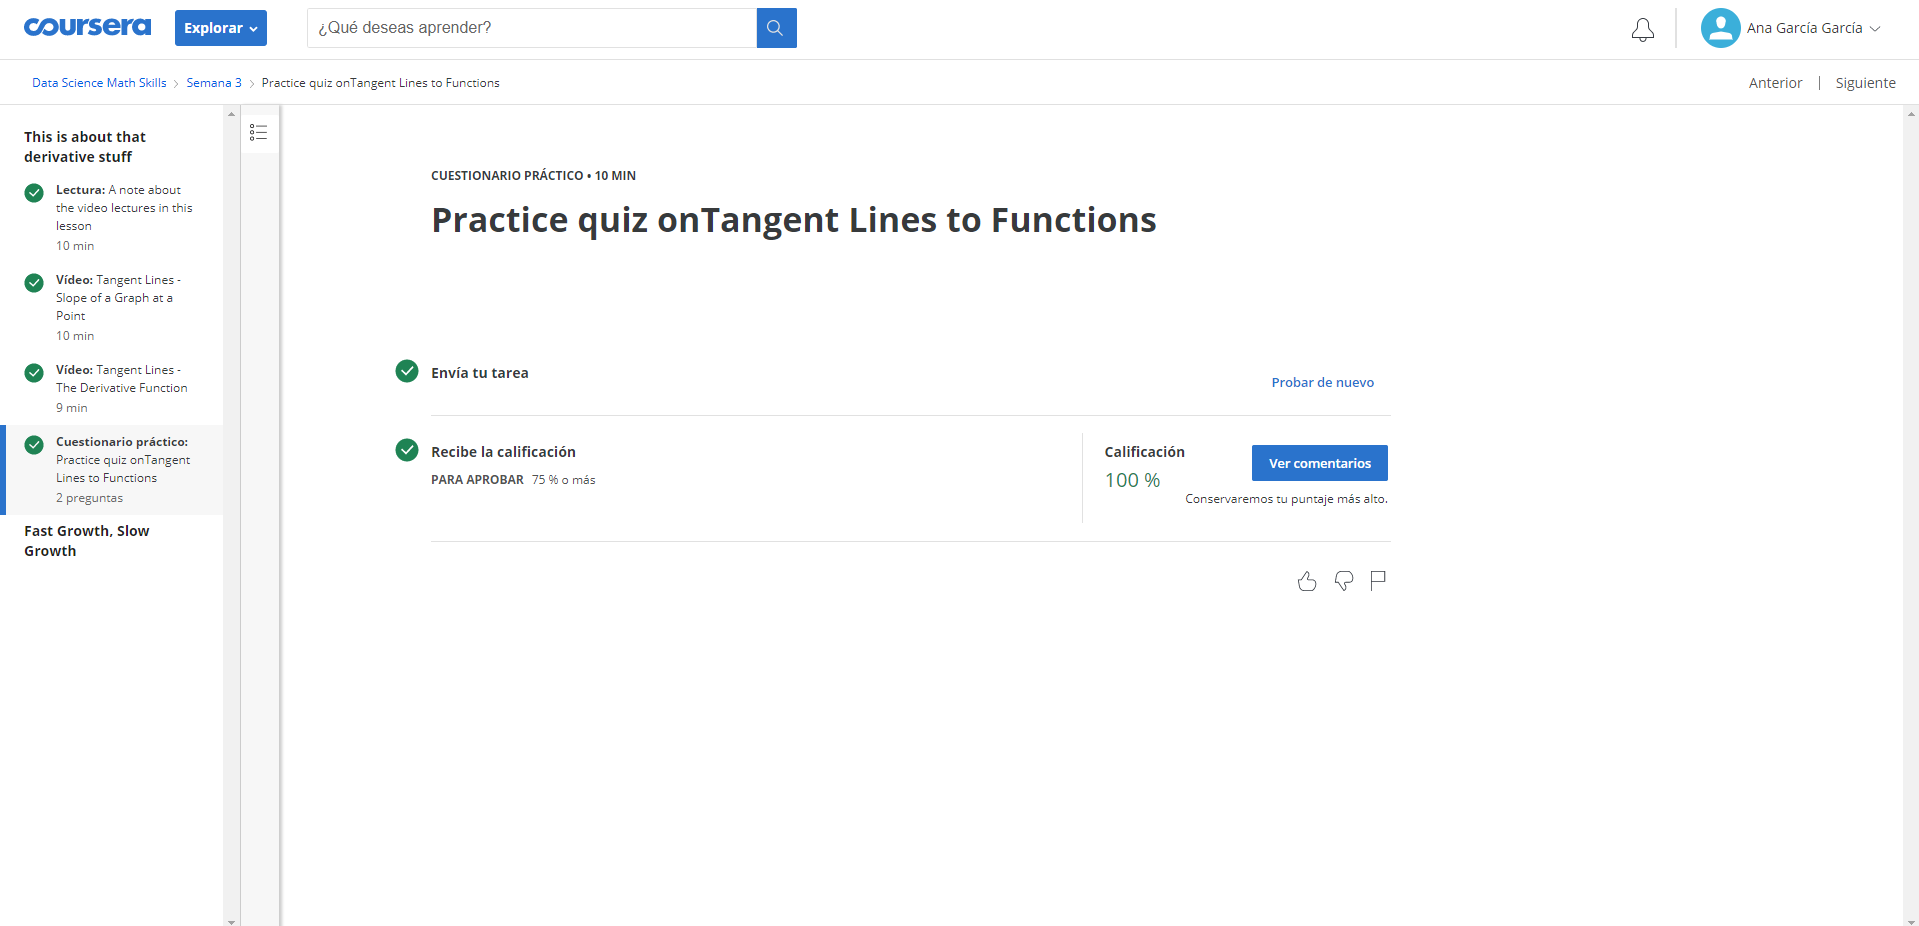 coursera
Explorar
¿Qué deseas aprender?
Ana García García
Data Science Math Skills
Semana 3
Practice quiz onTangent Lines to Functions
Anterior | Siguiente
This is about that
derivative stuff
Lectura: A note about
the video lectures in this
lesson
10 min
Vídeo: Tangent Lines -
Slope of a Graph at a
Point
10 min
Vídeo: Tangent Lines -
The Derivative Function
9 min
Cuestionario práctico:
Practice quiz onTangent
Lines to Functions
2 preguntas
Fast Growth, Slow
Growth
CUESTIONARIO PRÁCTICO • 10 MIN
Practice quiz onTangent Lines to Functions
Envía tu tarea
Probar de nuevo
Recibe la calificación
PARA APROBAR 75 % o más
Calificación
100 %
Ver comentarios
Conservaremos tu puntaje más alto.